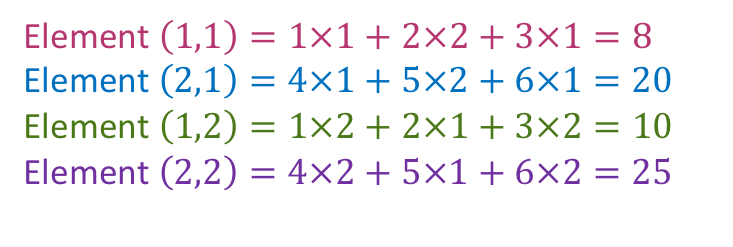 Element (1,1) = 1×1 + 2×2 + 3×1 = 8
Element (2,1) = 4×1 + 5×2 + 6×1 = 20
Element (1,2) = 1×2 + 2×1 + 3×2 = 10
Element (2,2) = 4×2 + 5×1 + 6×2 = 25